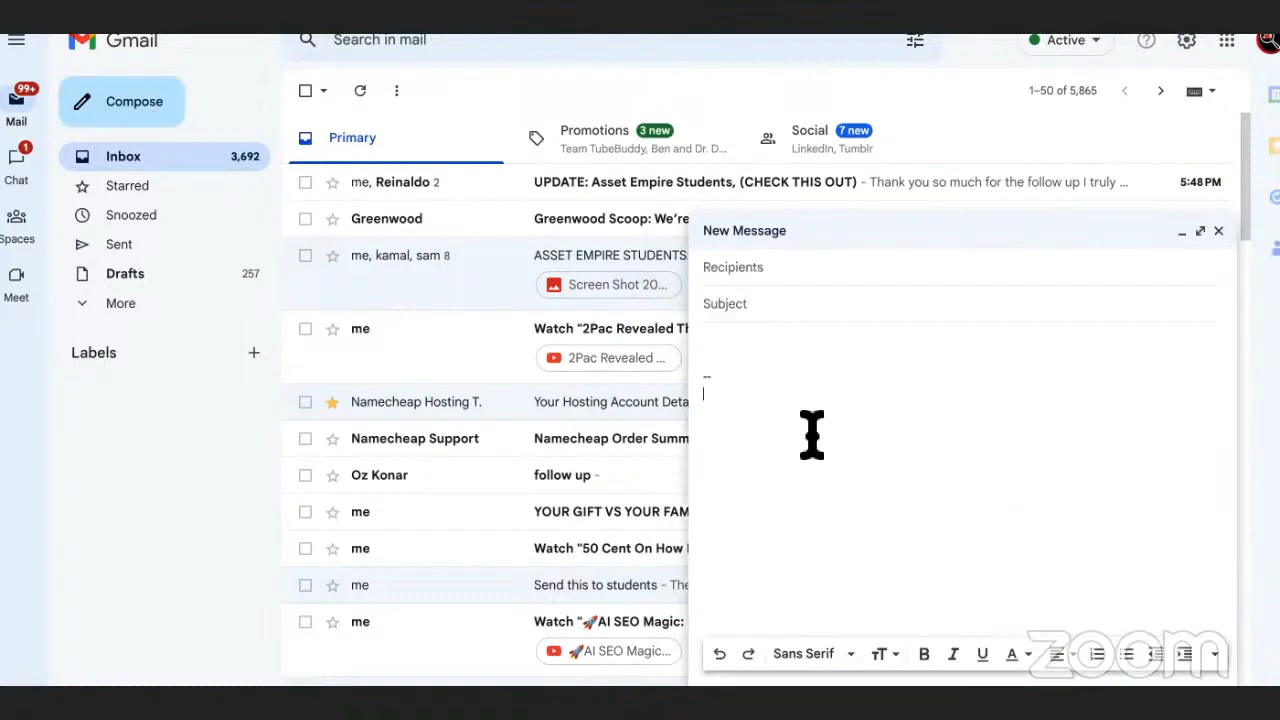 Gmail
Search in mail
Active
99+
Mail
Compose
1–50 of 5,865
Primary
Promotions 3 new
Team TubeBuddy, Ben and Dr. D...
Social 7 new
LinkedIn, Tumblr
1
Chat
Inbox 3,692
Starred
me, Reinaldo 2 UPDATE: Asset Empire Students, (CHECK THIS OUT) - Thank you so much for the follow up I truly ... 5:48 PM
Spaces
Snoozed
Greenwood Greenwood Scoop: We're
New Message
Sent
me, kamal, sam 8 ASSET EMPIRE STUDENTS
Recipients
Drafts 257
Screen Shot 20...
Meet
More
Subject
me Watch "2Pac Revealed Th
Labels
2Pac Revealed ...
--
Namecheap Hosting T. Your Hosting Account Deta
Namecheap Support Namecheap Order Summ
Oz Konar follow up -
me YOUR GIFT VS YOUR FAM
me Watch "50 Cent On How
me Send this to students - The
me Watch "🚀AI SEO Magic:
🚀AI SEO Magic...
Sans Serif
B I U A
zoom